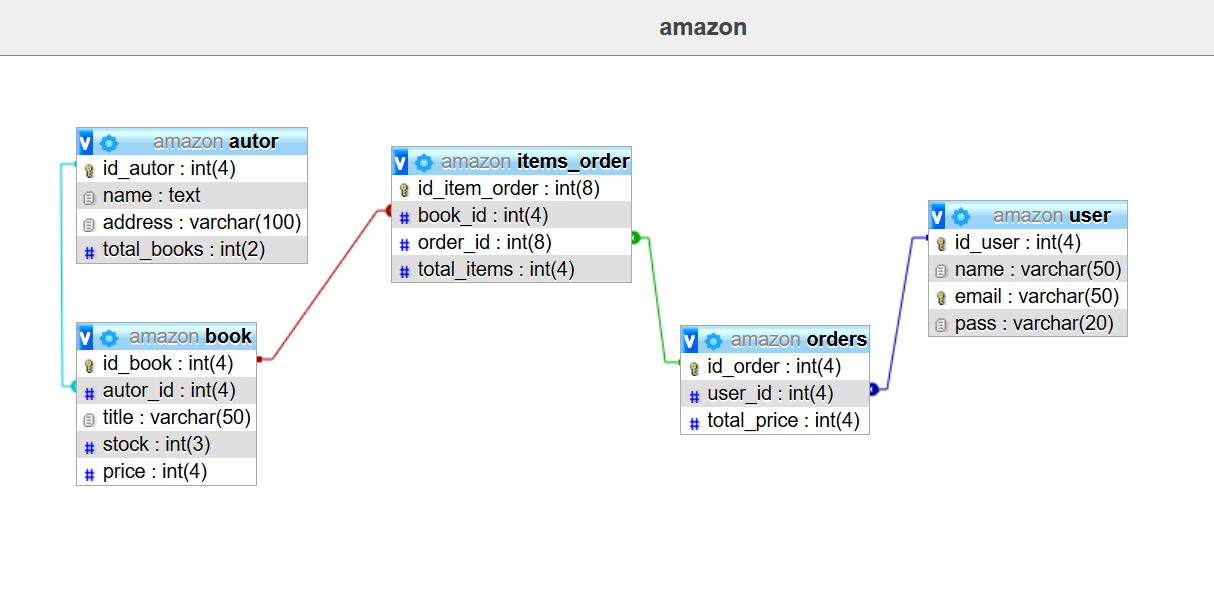 amazon
amazon autor
id_autor : int(4)
name : text
address : varchar(100)
total_books : int(2)
amazon book
id_book : int(4)
autor_id : int(4)
title : varchar(50)
stock : int(3)
price : int(4)
amazon items_order
id_item_order : int(8)
book_id : int(4)
order_id : int(8)
total_items : int(4)
amazon orders
id_order : int(4)
user_id : int(4)
total_price : int(4)
amazon user
id_user : int(4)
name : varchar(50)
email : varchar(50)
pass : varchar(20)